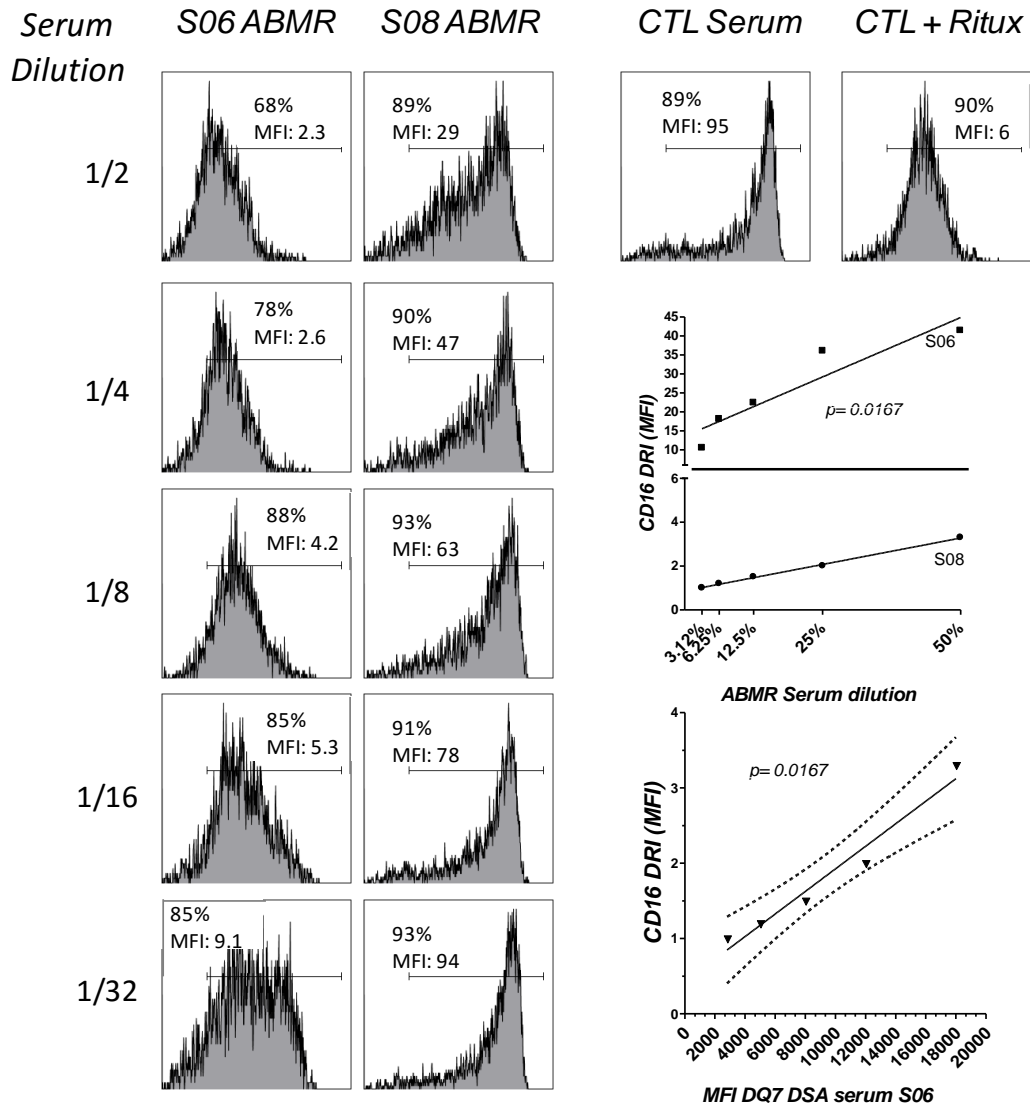 Serum
Dilution
S06 ABMR
S08 ABMR
CTL Serum
CTL + Ritux
1/2
68%
MFI: 2.3
89%
MFI: 29
89%
MFI: 95
90%
MFI: 6
1/4
78%
MFI: 2.6
90%
MFI: 47
1/8
88%
MFI: 4.2
93%
MFI: 63
1/16
85%
MFI: 5.3
91%
MFI: 78
1/32
85%
MFI: 9.1
93%
MFI: 94
CD16 DRI (MFI)
45
40
35
30
25
20
15
10
6
4
2
0
S06
p= 0.0167
S08
3.12%
6.25%
12.5%
25%
50%
ABMR Serum dilution
CD16 DRI (MFI)
4
3
2
1
0
p= 0.0167
0
2000
4000
6000
8000
10000
12000
14000
16000
18000
20000
MFI DQ7 DSA serum S06